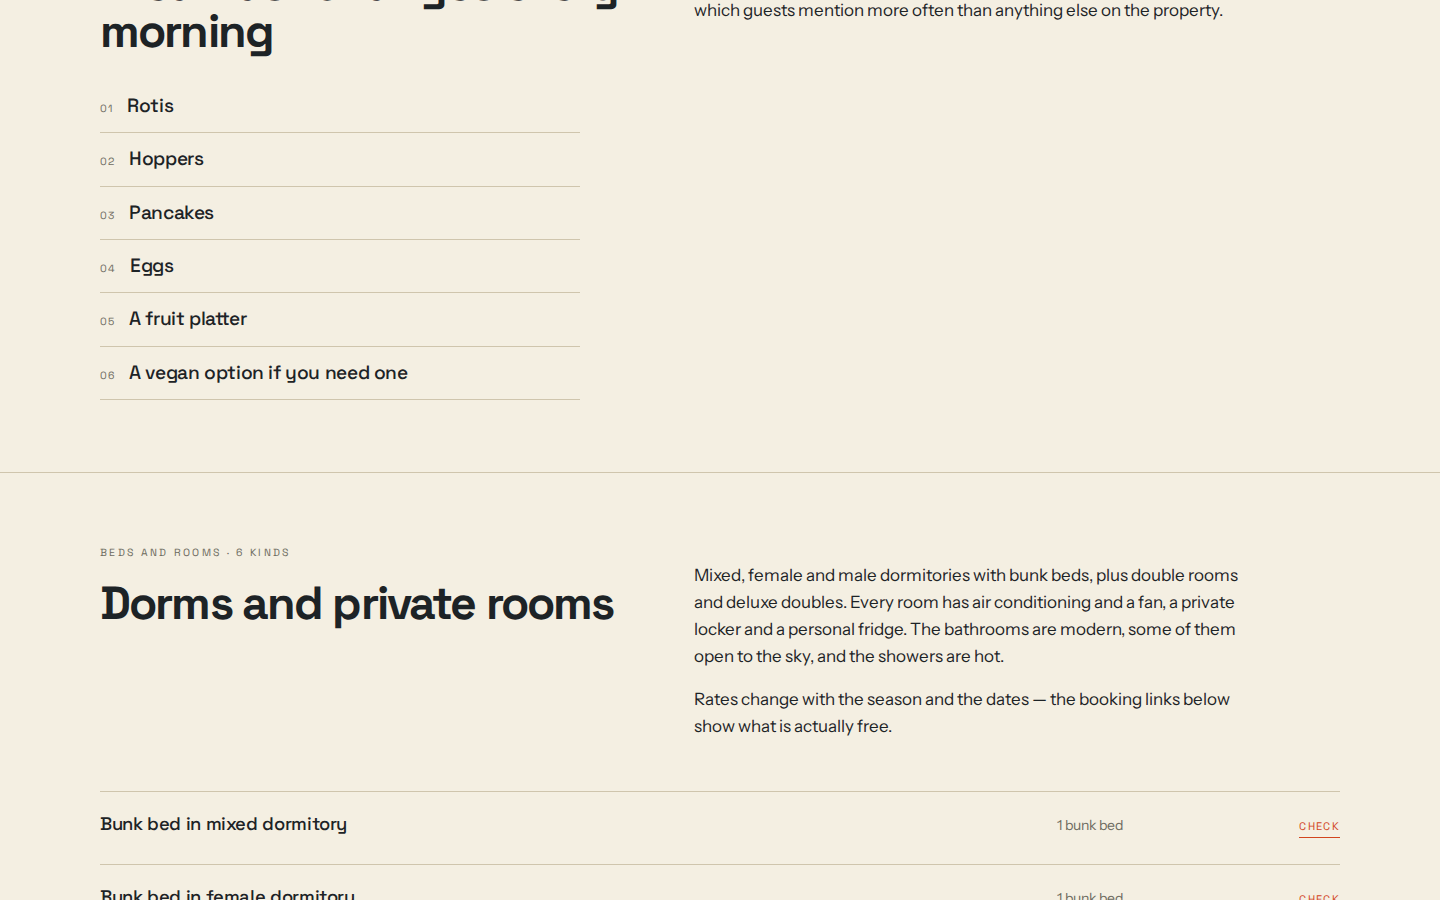 morning
which guests mention more often than anything else on the property.
01 Rotis
02 Hoppers
03 Pancakes
04 Eggs
05 A fruit platter
06 A vegan option if you need one
BEDS AND ROOMS · 6 KINDS
Dorms and private rooms
Mixed, female and male dormitories with bunk beds, plus double rooms
and deluxe doubles. Every room has air conditioning and a fan, a private
locker and a personal fridge. The bathrooms are modern, some of them
open to the sky, and the showers are hot.
Rates change with the season and the dates — the booking links below
show what is actually free.
Bunk bed in mixed dormitory 1 bunk bed CHECK
Bunk bed in female dormitory 1 bunk bed CHECK